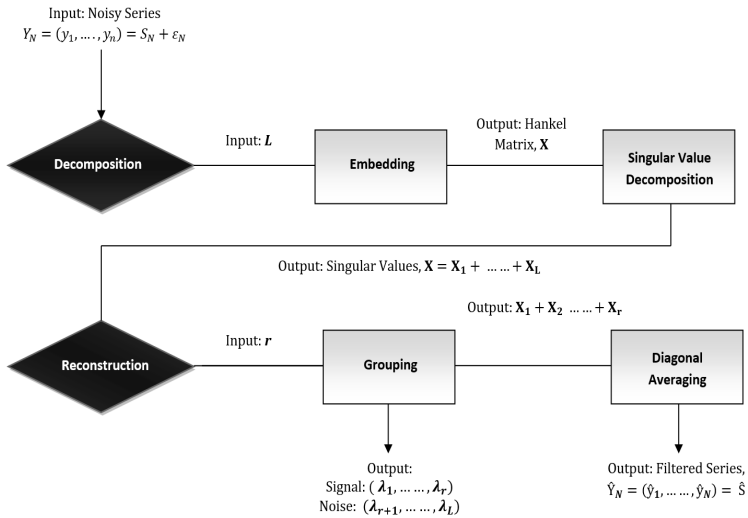 Input: Noisy Series
Y_N = (y_1, … . , y_n) = S_N + ε_N
Decomposition
Input: L
Embedding
Output: Hankel
Matrix, X
Singular Value
Decomposition
Output: Singular Values, X = X_1 + … … + X_L
Output: X_1 + X_2 … … + X_r
Reconstruction
Input: r
Grouping
Diagonal
Averaging
Output:
Signal: ( λ_1, … … , λ_r)
Noise: (λ_{r+1}, … … , λ_L)
Output: Filtered Series,
Ŷ_N = (ŷ_1, … … , ŷ_N) = Ŝ